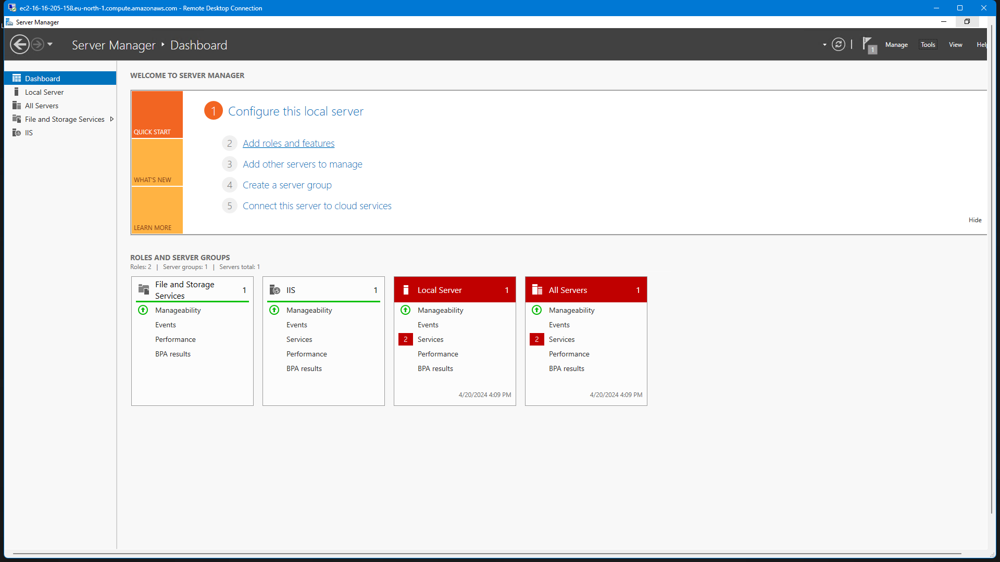 ec2-16-16-205-158.eu-north-1.compute.amazonaws.com - Remote Desktop Connection
Server Manager
Server Manager ‣ Dashboard
1
Manage
Tools
View
Dashboard
Local Server
All Servers
File and Storage Services
IIS
WELCOME TO SERVER MANAGER
QUICK START
WHAT'S NEW
LEARN MORE
1 Configure this local server
2 Add roles and features
3 Add other servers to manage
4 Create a server group
5 Connect this server to cloud services
Hide
ROLES AND SERVER GROUPS
Roles: 2 | Server groups: 1 | Servers total: 1
File and Storage Services 1
Manageability
Events
Performance
BPA results
IIS 1
Manageability
Events
Services
Performance
BPA results
Local Server 1
Manageability
Events
2 Services
Performance
BPA results
4/20/2024 4:09 PM
All Servers 1
Manageability
Events
2 Services
Performance
BPA results
4/20/2024 4:09 PM